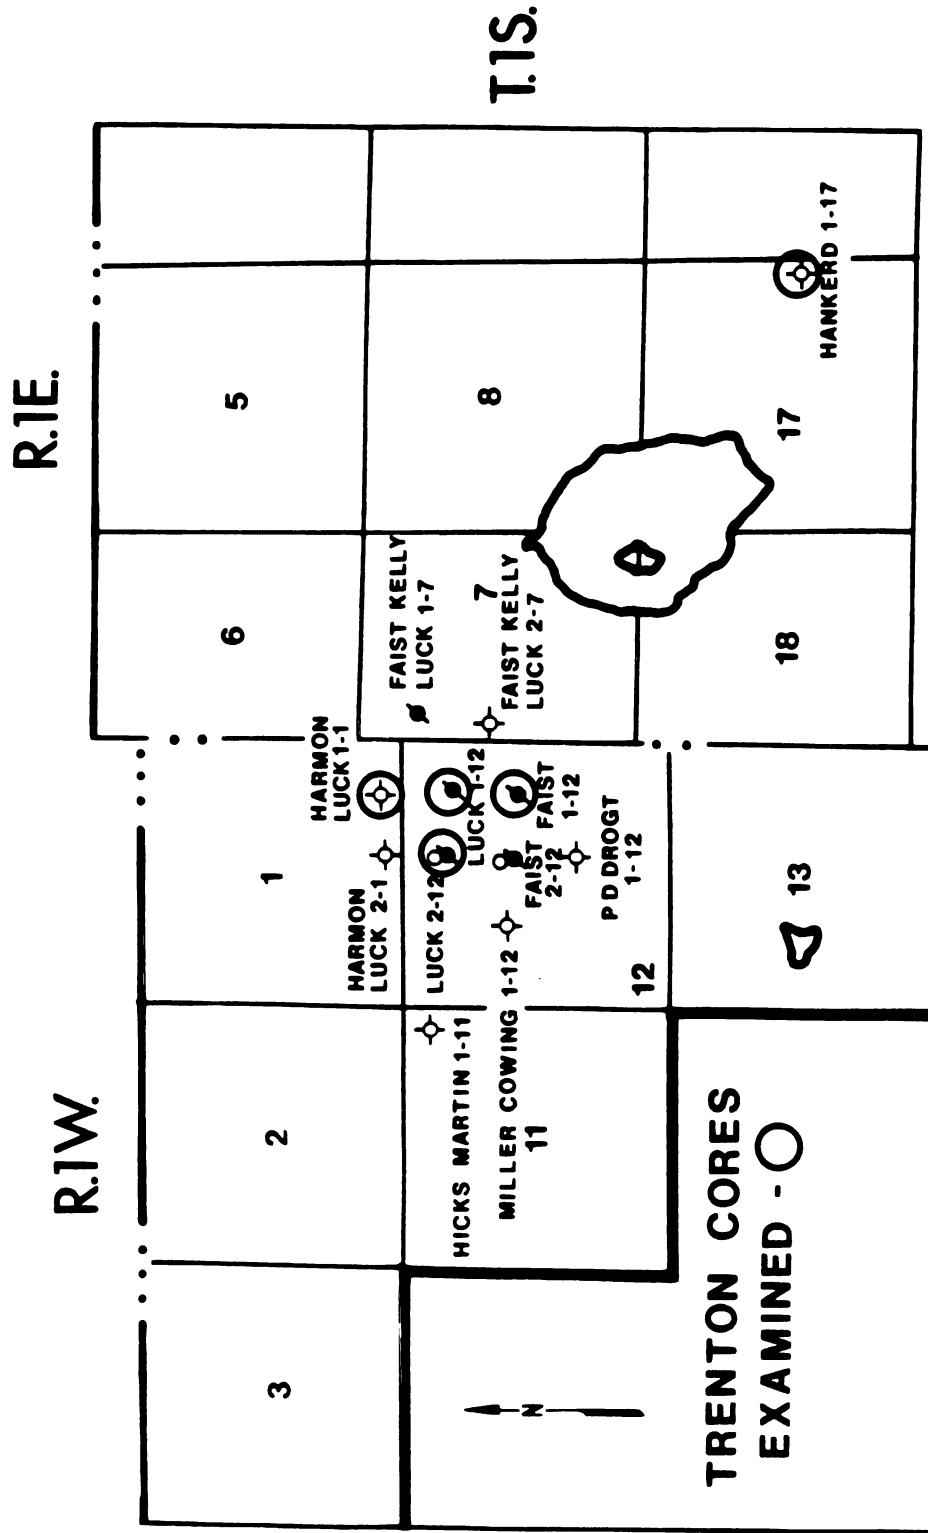 R.1W.
R.1E.
T.1S.
3
2
1
6
5
HARMON
LUCK 2-1
HARMON
LUCK 1-1
HICKS MARTIN 1-11
LUCK 2-12
LUCK 1-12
FAIST KELLY
LUCK 1-7
MILLER COWING 1-12
11
FAIST
2-12
FAIST
1-12
7
FAIST KELLY
LUCK 2-7
8
P D DROGT
1-12
12
13
18
17
HANKERD 1-17
N
TRENTON CORES
EXAMINED -